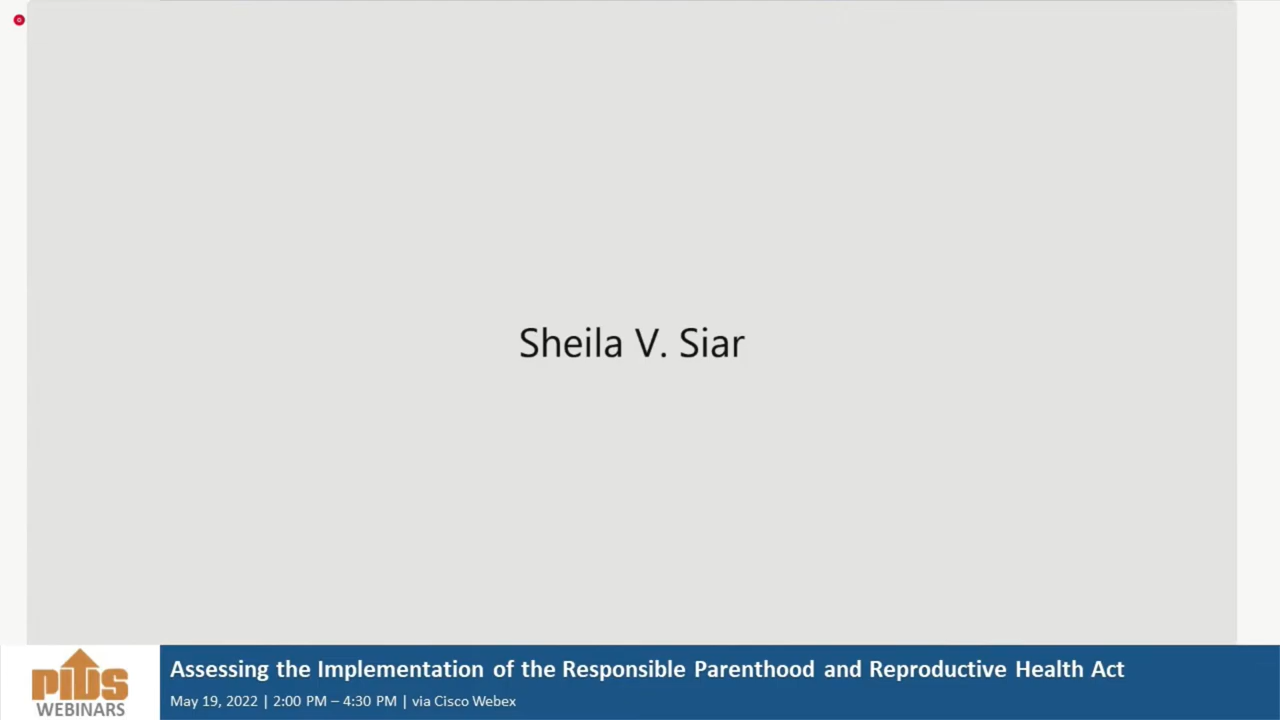 Sheila V. Siar
PIDS
WEBINARS
Assessing the Implementation of the Responsible Parenthood and Reproductive Health Act
May 19, 2022 | 2:00 PM – 4:30 PM | via Cisco Webex